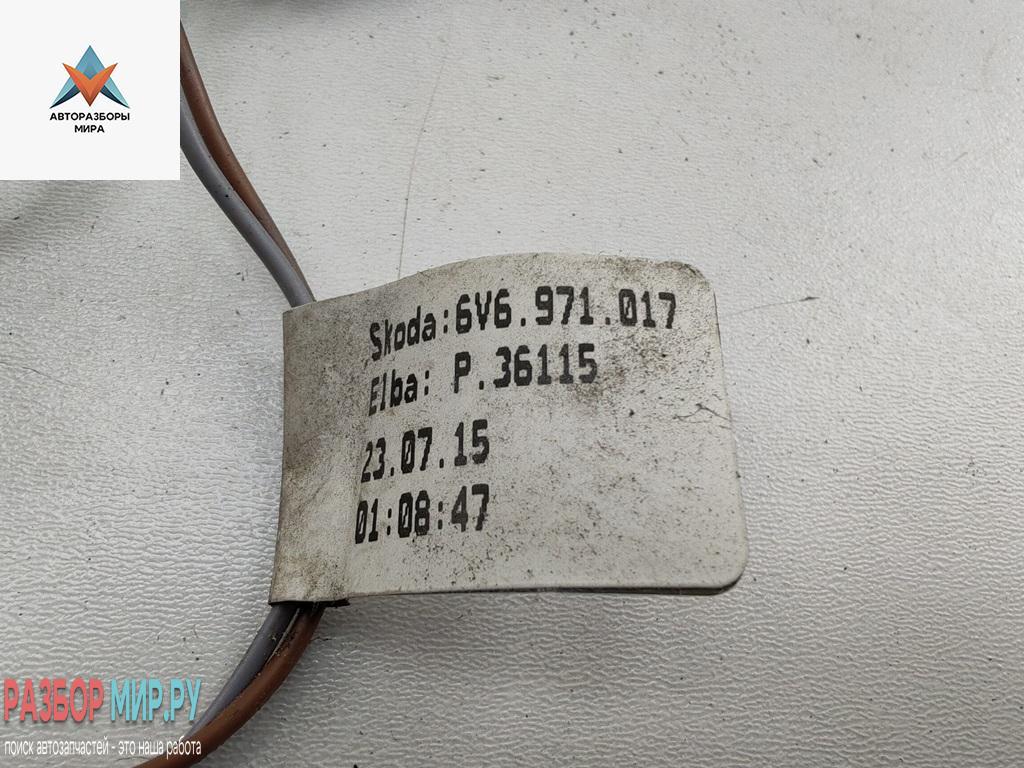 АВТОРАЗБОРЫ
МИРА
Skoda:6V6.971.017
Elba: P.36115
23.07.15
01:08:47
РАЗБОР МИР.РУ
поиск автозапчастей - это наша работа